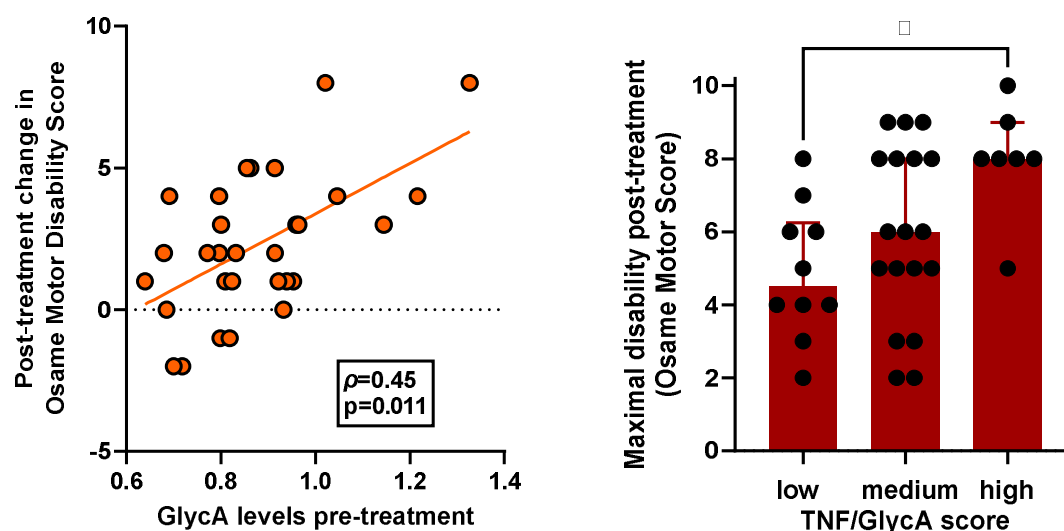 Post-treatment change in
Osame Motor Disability Score
10
5
0
-5
ρ=0.45
p=0.011
0.6 0.8 1.0 1.2 1.4
GlycA levels pre-treatment
Maximal disability post-treatment
(Osame Motor Score)
10
8
6
4
2
0
low medium high
TNF/GlycA score